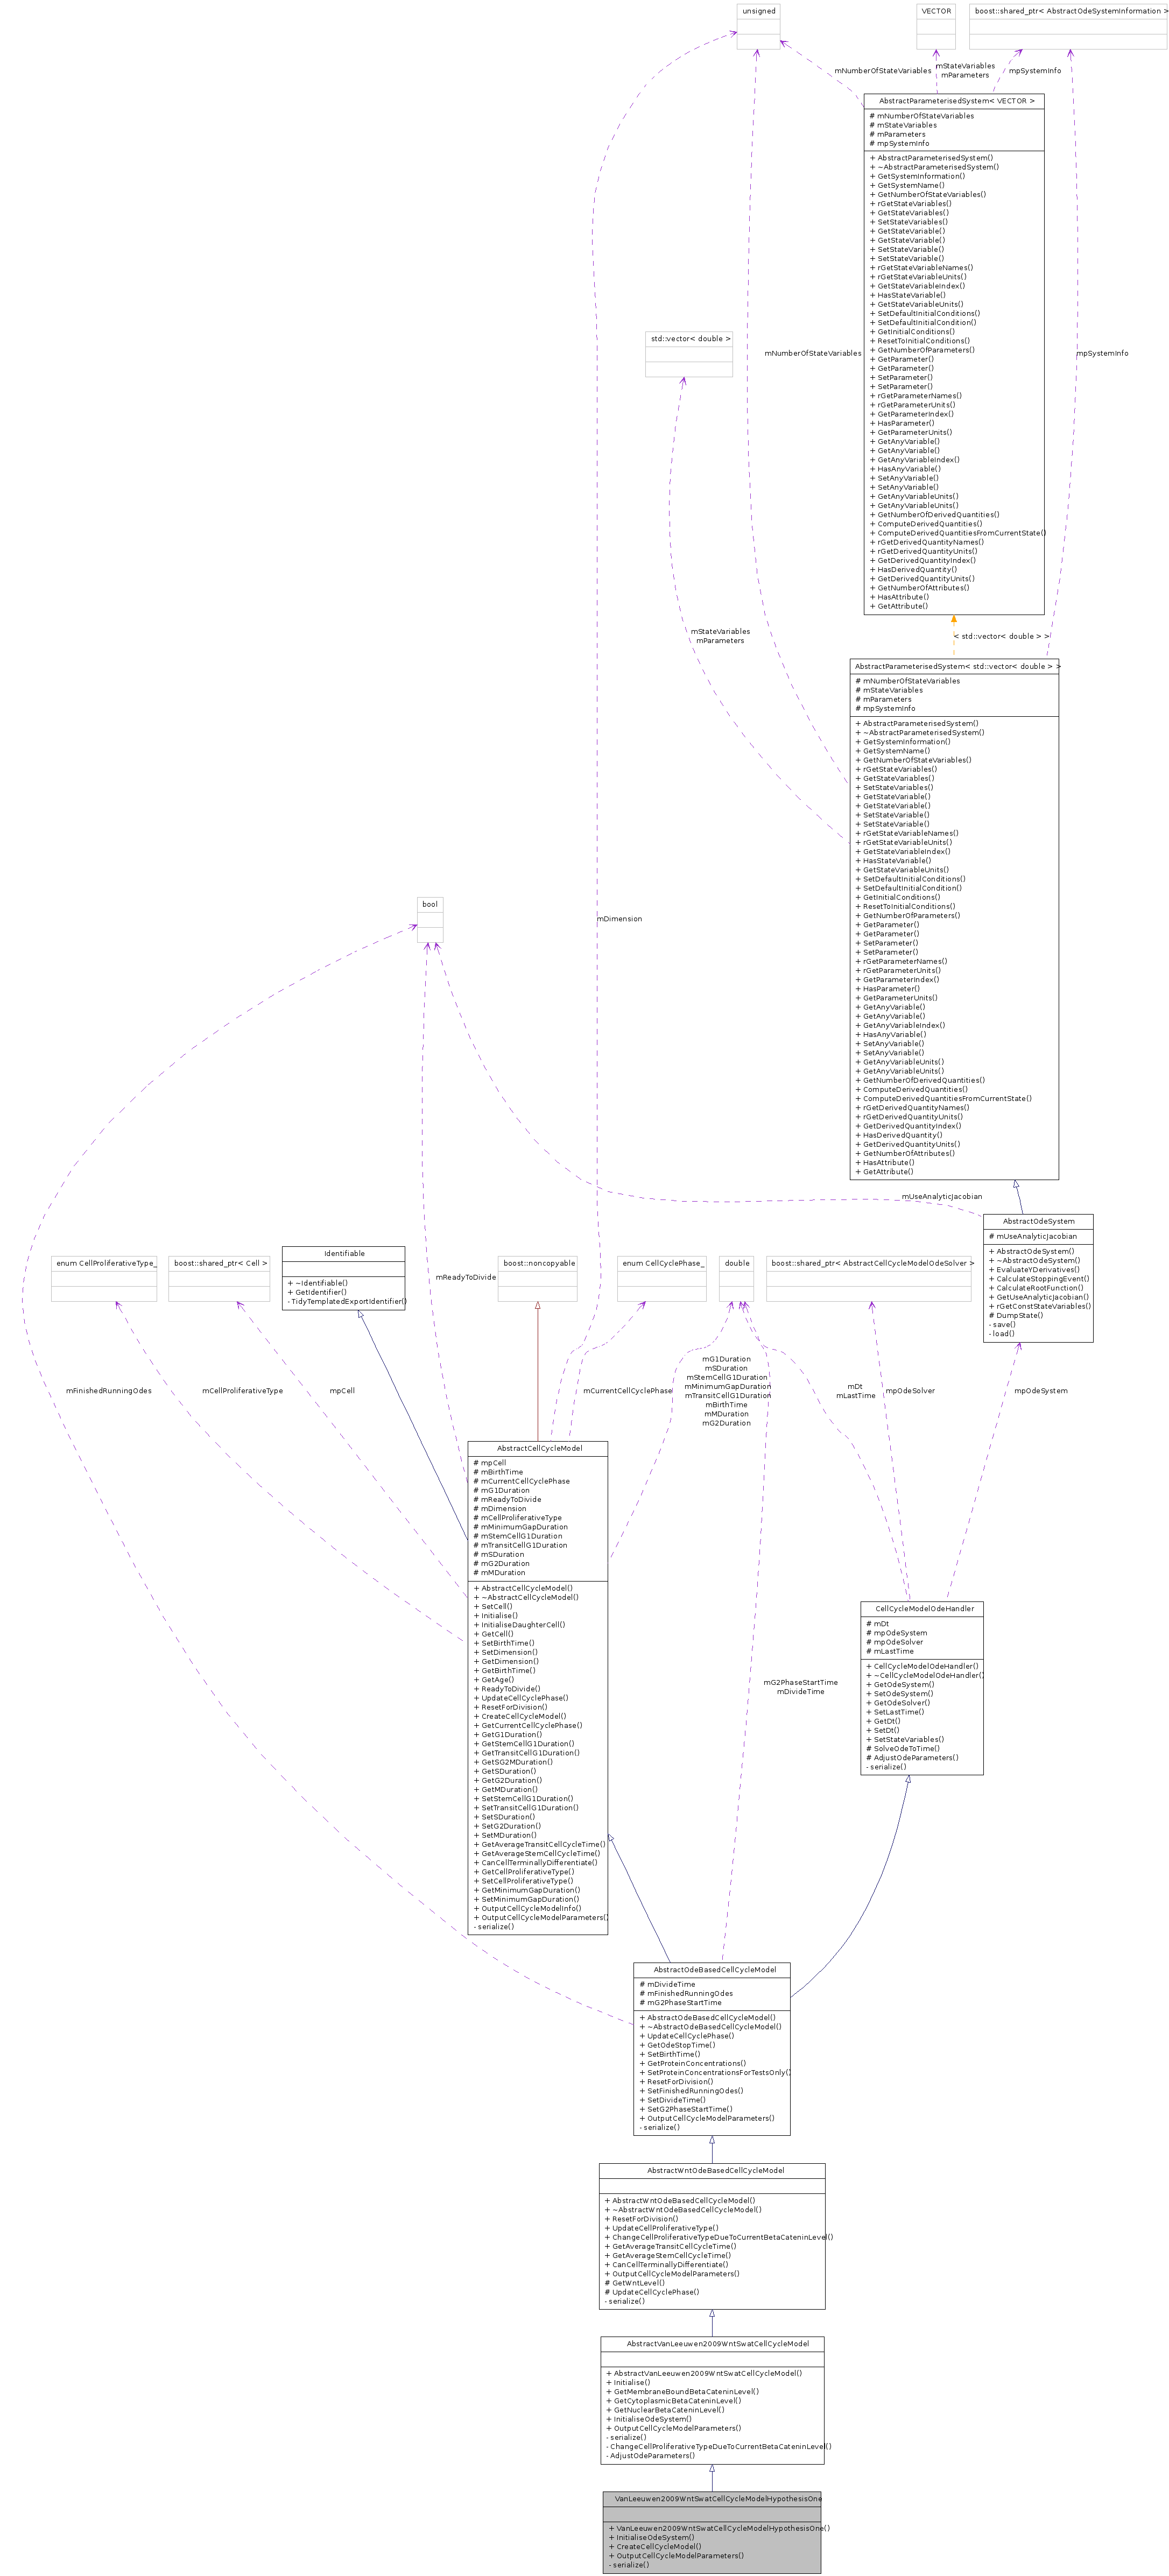 unsigned
VECTOR
boost::shared_ptr< AbstractOdeSystemInformation >
mNumberOfStateVariables
mStateVariables
mParameters
mpSystemInfo
AbstractParameterisedSystem< VECTOR >
# mNumberOfStateVariables
# mStateVariables
# mParameters
# mpSystemInfo
+ AbstractParameterisedSystem()
+ ~AbstractParameterisedSystem()
+ GetSystemInformation()
+ GetSystemName()
+ GetNumberOfStateVariables()
+ rGetStateVariables()
+ GetStateVariables()
+ SetStateVariables()
+ GetStateVariable()
+ GetStateVariable()
+ SetStateVariable()
+ SetStateVariable()
+ rGetStateVariableNames()
+ rGetStateVariableUnits()
+ GetStateVariableIndex()
+ HasStateVariable()
+ GetStateVariableUnits()
+ SetDefaultInitialConditions()
+ SetDefaultInitialCondition()
+ GetInitialConditions()
+ ResetToInitialConditions()
+ GetNumberOfParameters()
+ GetParameter()
+ GetParameter()
+ SetParameter()
+ SetParameter()
+ rGetParameterNames()
+ rGetParameterUnits()
+ GetParameterIndex()
+ HasParameter()
+ GetParameterUnits()
+ GetAnyVariable()
+ GetAnyVariable()
+ GetAnyVariableIndex()
+ HasAnyVariable()
+ SetAnyVariable()
+ SetAnyVariable()
+ GetAnyVariableUnits()
+ GetAnyVariableUnits()
+ GetNumberOfDerivedQuantities()
+ ComputeDerivedQuantities()
+ ComputeDerivedQuantitiesFromCurrentState()
+ rGetDerivedQuantityNames()
+ rGetDerivedQuantityUnits()
+ GetDerivedQuantityIndex()
+ HasDerivedQuantity()
+ GetDerivedQuantityUnits()
+ GetNumberOfAttributes()
+ HasAttribute()
+ GetAttribute()
std::vector< double >
mNumberOfStateVariables
mpSystemInfo
mStateVariables
mParameters
< std::vector< double > >
AbstractParameterisedSystem< std::vector< double > >
# mNumberOfStateVariables
# mStateVariables
# mParameters
# mpSystemInfo
+ AbstractParameterisedSystem()
+ ~AbstractParameterisedSystem()
+ GetSystemInformation()
+ GetSystemName()
+ GetNumberOfStateVariables()
+ rGetStateVariables()
+ GetStateVariables()
+ SetStateVariables()
+ GetStateVariable()
+ GetStateVariable()
+ SetStateVariable()
+ SetStateVariable()
+ rGetStateVariableNames()
+ rGetStateVariableUnits()
+ GetStateVariableIndex()
+ HasStateVariable()
+ GetStateVariableUnits()
+ SetDefaultInitialConditions()
+ SetDefaultInitialCondition()
+ GetInitialConditions()
+ ResetToInitialConditions()
+ GetNumberOfParameters()
+ GetParameter()
+ GetParameter()
+ SetParameter()
+ SetParameter()
+ rGetParameterNames()
+ rGetParameterUnits()
+ GetParameterIndex()
+ HasParameter()
+ GetParameterUnits()
+ GetAnyVariable()
+ GetAnyVariable()
+ GetAnyVariableIndex()
+ HasAnyVariable()
+ SetAnyVariable()
+ SetAnyVariable()
+ GetAnyVariableUnits()
+ GetAnyVariableUnits()
+ GetNumberOfDerivedQuantities()
+ ComputeDerivedQuantities()
+ ComputeDerivedQuantitiesFromCurrentState()
+ rGetDerivedQuantityNames()
+ rGetDerivedQuantityUnits()
+ GetDerivedQuantityIndex()
+ HasDerivedQuantity()
+ GetDerivedQuantityUnits()
+ GetNumberOfAttributes()
+ HasAttribute()
+ GetAttribute()
bool
mDimension
mUseAnalyticJacobian
AbstractOdeSystem
# mUseAnalyticJacobian
+ AbstractOdeSystem()
+ ~AbstractOdeSystem()
+ EvaluateYDerivatives()
+ CalculateStoppingEvent()
+ CalculateRootFunction()
+ GetUseAnalyticJacobian()
+ rGetConstStateVariables()
# DumpState()
- save()
- load()
enum CellProliferativeType_
boost::shared_ptr< Cell >
Identifiable
+ ~Identifiable()
+ GetIdentifier()
- TidyTemplatedExportIdentifier()
mReadyToDivide
boost::noncopyable
enum CellCyclePhase_
double
boost::shared_ptr< AbstractCellCycleModelOdeSolver >
mFinishedRunningOdes
mCellProliferativeType
mpCell
mCurrentCellCyclePhase
mG1Duration
mSDuration
mStemCellG1Duration
mMinimumGapDuration
mTransitCellG1Duration
mBirthTime
mMDuration
mG2Duration
mDt
mLastTime
mpOdeSolver
mpOdeSystem
AbstractCellCycleModel
# mpCell
# mBirthTime
# mCurrentCellCyclePhase
# mG1Duration
# mReadyToDivide
# mDimension
# mCellProliferativeType
# mMinimumGapDuration
# mStemCellG1Duration
# mTransitCellG1Duration
# mSDuration
# mG2Duration
# mMDuration
+ AbstractCellCycleModel()
+ ~AbstractCellCycleModel()
+ SetCell()
+ Initialise()
+ InitialiseDaughterCell()
+ GetCell()
+ SetBirthTime()
+ SetDimension()
+ GetDimension()
+ GetBirthTime()
+ GetAge()
+ ReadyToDivide()
+ UpdateCellCyclePhase()
+ ResetForDivision()
+ CreateCellCycleModel()
+ GetCurrentCellCyclePhase()
+ GetG1Duration()
+ GetStemCellG1Duration()
+ GetTransitCellG1Duration()
+ GetSG2MDuration()
+ GetSDuration()
+ GetG2Duration()
+ GetMDuration()
+ SetStemCellG1Duration()
+ SetTransitCellG1Duration()
+ SetSDuration()
+ SetG2Duration()
+ SetMDuration()
+ GetAverageTransitCellCycleTime()
+ GetAverageStemCellCycleTime()
+ CanCellTerminallyDifferentiate()
+ GetCellProliferativeType()
+ SetCellProliferativeType()
+ GetMinimumGapDuration()
+ SetMinimumGapDuration()
+ OutputCellCycleModelInfo()
+ OutputCellCycleModelParameters()
- serialize()
CellCycleModelOdeHandler
# mDt
# mpOdeSystem
# mpOdeSolver
# mLastTime
+ CellCycleModelOdeHandler()
+ ~CellCycleModelOdeHandler()
+ GetOdeSystem()
+ SetOdeSystem()
+ GetOdeSolver()
+ SetLastTime()
+ GetDt()
+ SetDt()
+ SetStateVariables()
# SolveOdeToTime()
# AdjustOdeParameters()
- serialize()
mG2PhaseStartTime
mDivideTime
AbstractOdeBasedCellCycleModel
# mDivideTime
# mFinishedRunningOdes
# mG2PhaseStartTime
+ AbstractOdeBasedCellCycleModel()
+ ~AbstractOdeBasedCellCycleModel()
+ UpdateCellCyclePhase()
+ GetOdeStopTime()
+ SetBirthTime()
+ GetProteinConcentrations()
+ SetProteinConcentrationsForTestsOnly()
+ ResetForDivision()
+ SetFinishedRunningOdes()
+ SetDivideTime()
+ SetG2PhaseStartTime()
+ OutputCellCycleModelParameters()
- serialize()
AbstractWntOdeBasedCellCycleModel
+ AbstractWntOdeBasedCellCycleModel()
+ ~AbstractWntOdeBasedCellCycleModel()
+ ResetForDivision()
+ UpdateCellProliferativeType()
+ ChangeCellProliferativeTypeDueToCurrentBetaCateninLevel()
+ GetAverageTransitCellCycleTime()
+ GetAverageStemCellCycleTime()
+ CanCellTerminallyDifferentiate()
+ OutputCellCycleModelParameters()
# GetWntLevel()
# UpdateCellCyclePhase()
- serialize()
AbstractVanLeeuwen2009WntSwatCellCycleModel
+ AbstractVanLeeuwen2009WntSwatCellCycleModel()
+ Initialise()
+ GetMembraneBoundBetaCateninLevel()
+ GetCytoplasmicBetaCateninLevel()
+ GetNuclearBetaCateninLevel()
+ InitialiseOdeSystem()
+ OutputCellCycleModelParameters()
- serialize()
- ChangeCellProliferativeTypeDueToCurrentBetaCateninLevel()
- AdjustOdeParameters()
VanLeeuwen2009WntSwatCellCycleModelHypothesisOne
+ VanLeeuwen2009WntSwatCellCycleModelHypothesisOne()
+ InitialiseOdeSystem()
+ CreateCellCycleModel()
+ OutputCellCycleModelParameters()
- serialize()